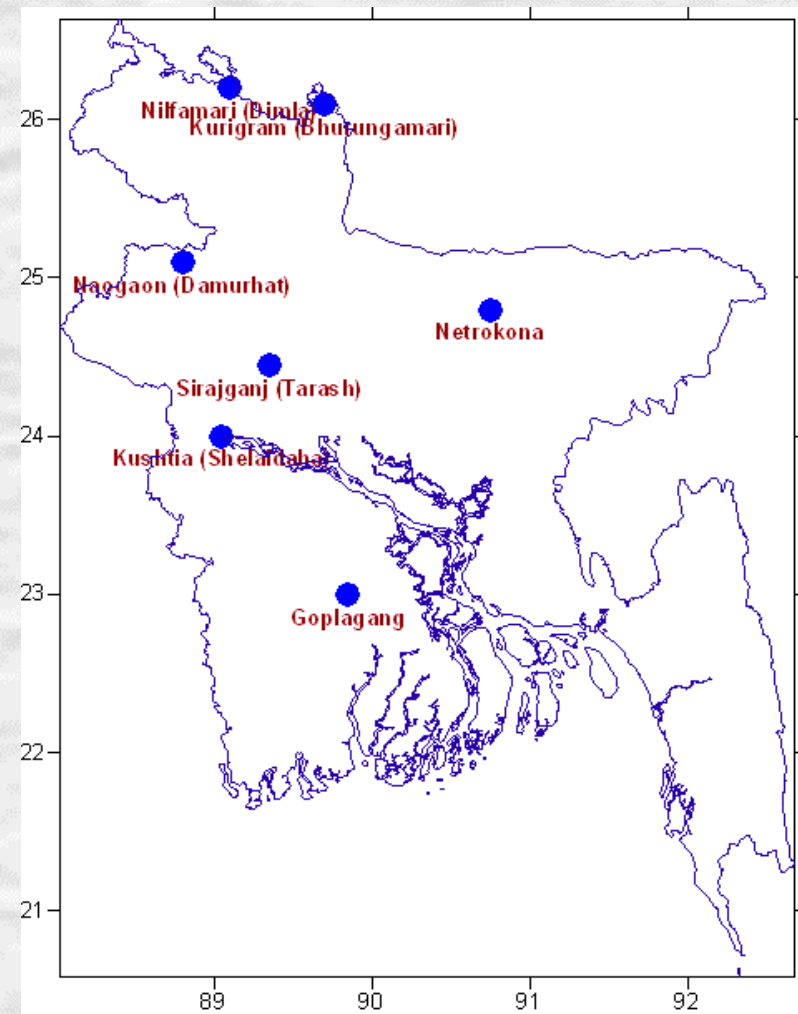 26
Nilfamari (Dimla)
Kurigram (Bhurungamari)
25
Naogaon (Damurhat)
Netrokona
Sirajganj (Tarash)
24
Kushtia (Shelaidaha)
23
Goplagang
22
21
89 90 91 92